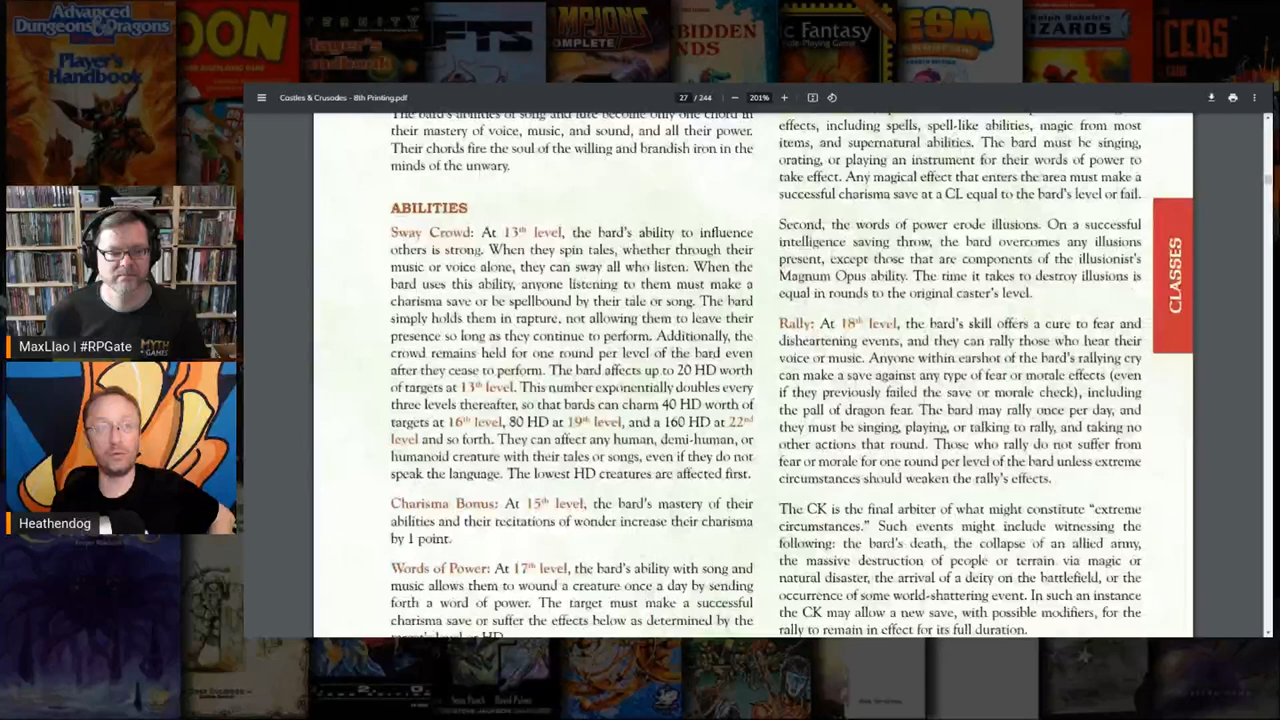 Advanced
Dungeons & Dragons
Player's
Handbook
MPIONS
OMPLETE
c Fantasy
Castles & Crusades - 8th Printing.pdf
27 / 244
201%
their mastery of voice, music, and sound, and all their power.
Their chords fire the soul of the willing and brandish iron in the
minds of the unwary.
ABILITIES
Sway Crowd: At 13th level, the bard's ability to influence
others is strong. When they spin tales, whether through their
music or voice alone, they can sway all who listen. When the
bard uses this ability, anyone listening to them must make a
charisma save or be spellbound by their tale or song. The bard
simply holds them in rapture, not allowing them to leave their
presence so long as they continue to perform. Additionally, the
crowd remains held for one round per level of the bard even
after they cease to perform. The bard affects up to 20 HD worth
of targets at 13th level. This number exponentially doubles every
three levels thereafter, so that bards can charm 40 HD worth of
targets at 16th level, 80 HD at 19th level, and a 160 HD at 22nd
level and so forth. They can affect any human, demi-human, or
humanoid creature with their tales or songs, even if they do not
speak the language. The lowest HD creatures are affected first.
Charisma Bonus: At 15th level, the bard's mastery of their
abilities and their recitations of wonder increase their charisma
by 1 point.
Words of Power: At 17th level, the bard's ability with song and
music allows them to wound a creature once a day by sending
forth a word of power. The target must make a successful
charisma save or suffer the effects below as determined by the
effects, including spells, spell-like abilities, magic from most
items, and supernatural abilities. The bard must be singing,
orating, or playing an instrument for their words of power to
take effect. Any magical effect that enters the area must make a
successful charisma save at a CL equal to the bard's level or fail.
Second, the words of power erode illusions. On a successful
intelligence saving throw, the bard overcomes any illusions
present, except those that are components of the illusionist's
Magnum Opus ability. The time it takes to destroy illusions is
equal in rounds to the original caster's level.
Rally: At 18th level, the bard's skill offers a cure to fear and
disheartening events, and they can rally those who hear their
voice or music. Anyone within earshot of the bard's rallying cry
can make a save against any type of fear or morale effects (even
if they previously failed the save or morale check), including
the pall of dragon fear. The bard may rally once per day, and
they must be singing, playing, or talking to rally, and taking no
other actions that round. Those who rally do not suffer from
fear or morale for one round per level of the bard unless extreme
circumstances should weaken the rally's effects.
The CK is the final arbiter of what might constitute "extreme
circumstances." Such events might include witnessing the
following: the bard's death, the collapse of an allied army,
the massive destruction of people or terrain via magic or
natural disaster, the arrival of a deity on the battlefield, or the
occurrence of some world-shattering event. In such an instance
the CK may allow a new save, with possible modifiers, for the
rally to remain in effect for its full duration.
CLASSES
MaxLIao | #RPGate
MYTH
GAMES
Heathendog